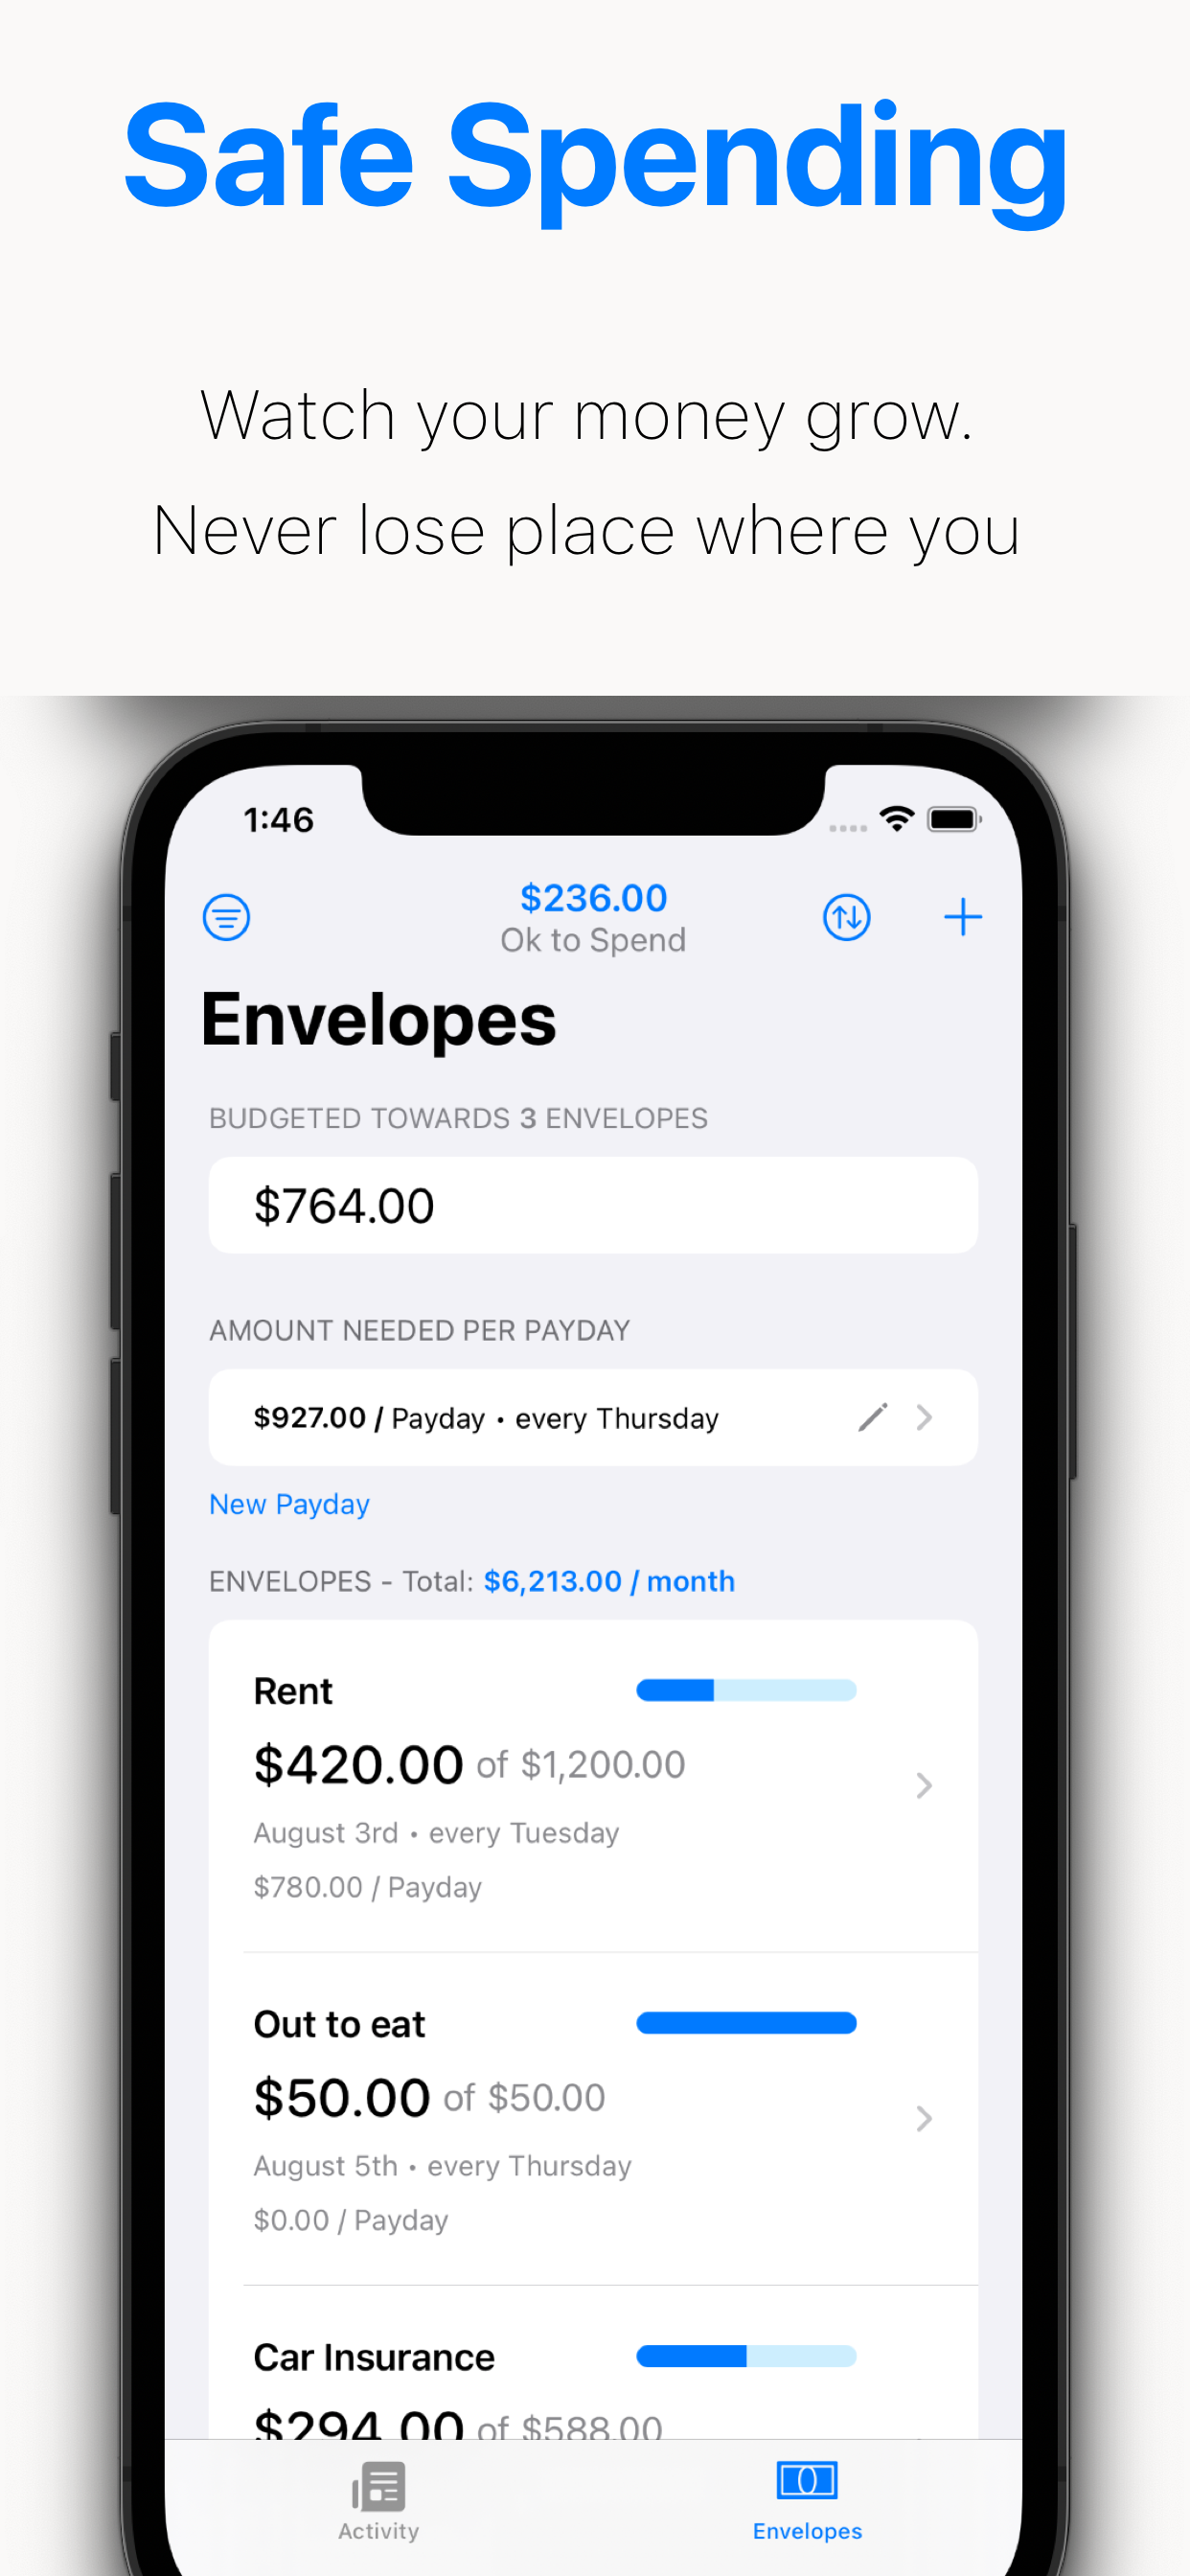 Safe Spending
Watch your money grow.
Never lose place where you
1:46
$236.00
Ok to Spend
Envelopes
BUDGETED TOWARDS 3 ENVELOPES
$764.00
AMOUNT NEEDED PER PAYDAY
$927.00 / Payday • every Thursday
New Payday
ENVELOPES - Total: $6,213.00 / month
Rent
$420.00 of $1,200.00
August 3rd • every Tuesday
$780.00 / Payday
Out to eat
$50.00 of $50.00
August 5th • every Thursday
$0.00 / Payday
Car Insurance
$294.00 of $588.00
Activity
Envelopes